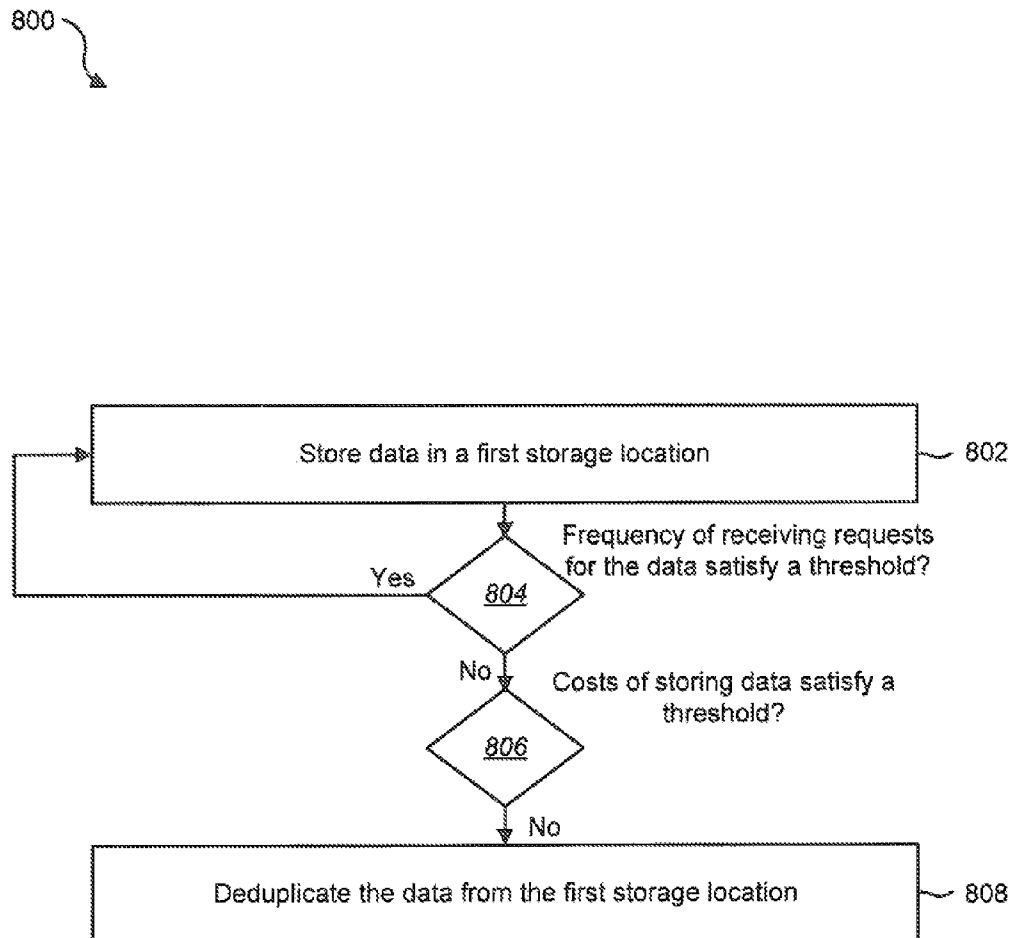 800
Store data in a first storage location
802
Frequency of receiving requests
for the data satisfy a threshold?
Yes
804
No
Costs of storing data satisfy a
threshold?
806
No
Deduplicate the data from the first storage location
808